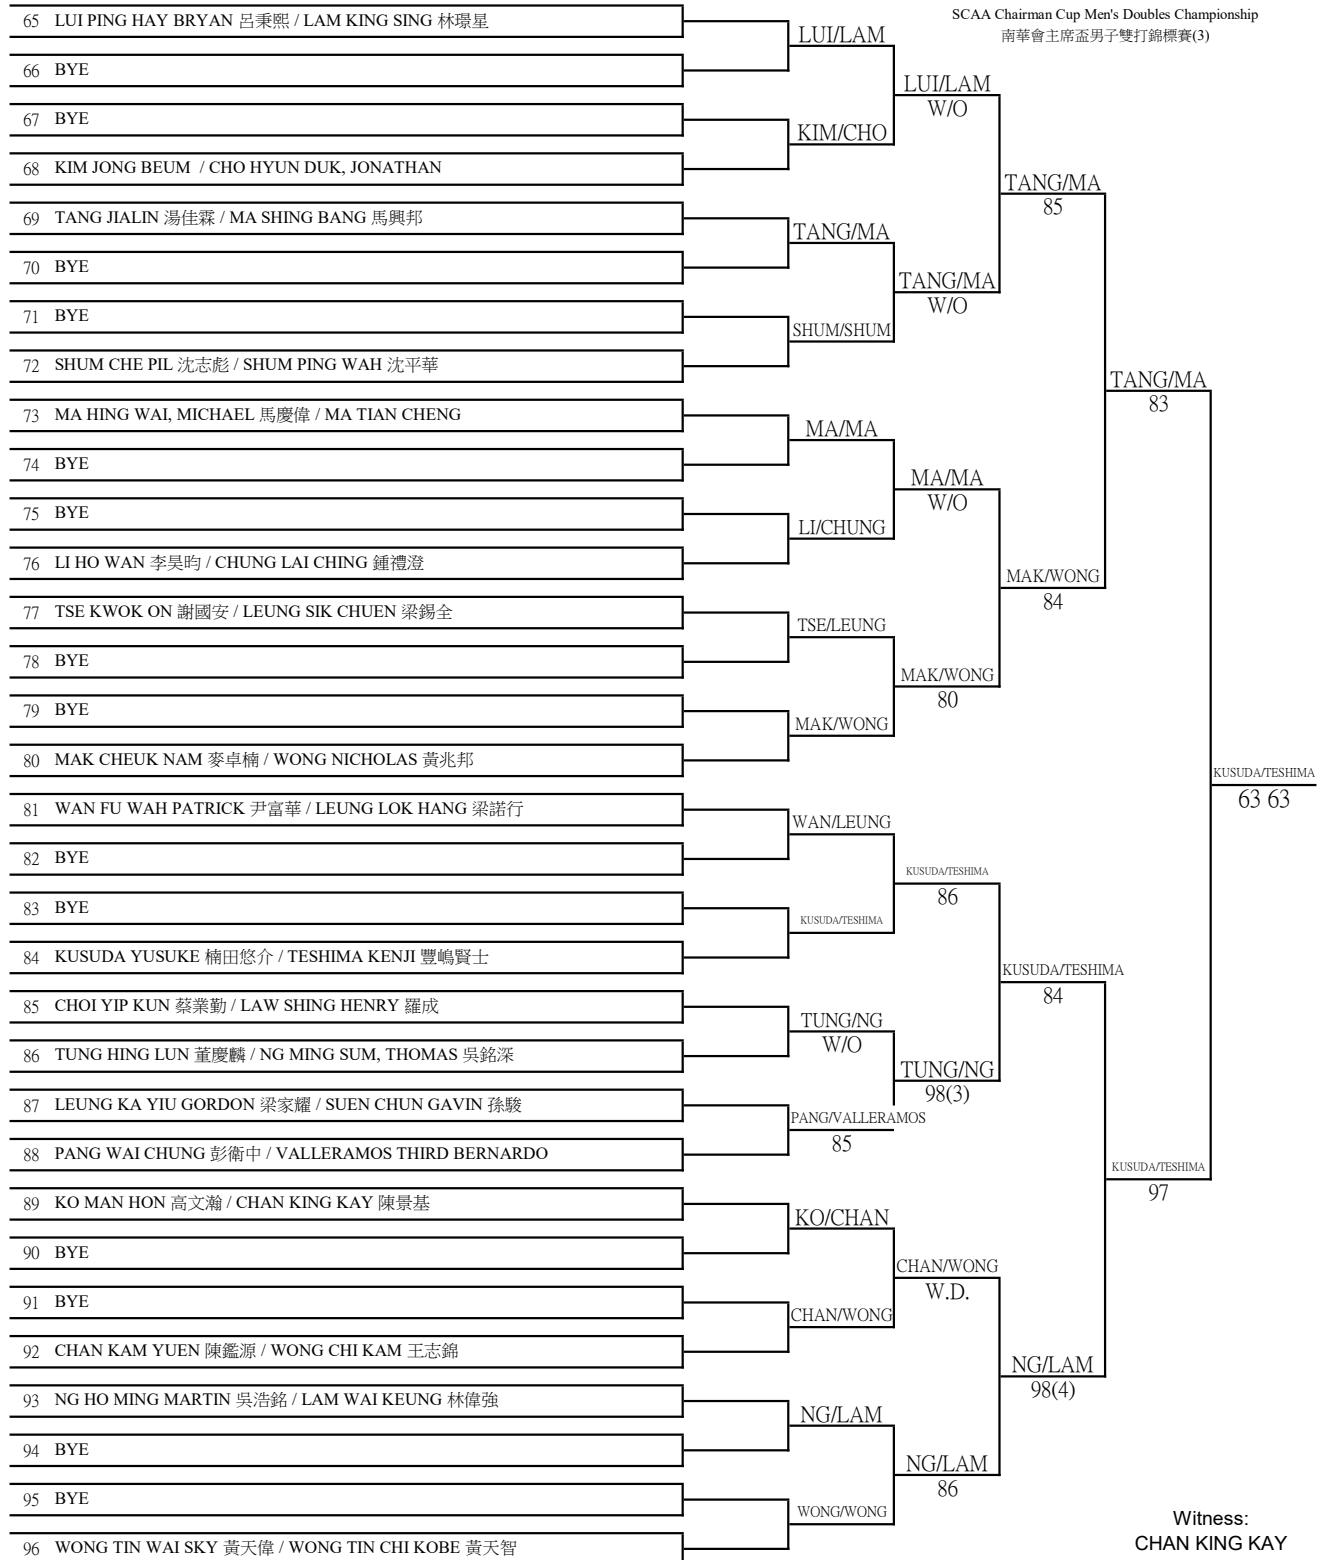 SCAA Chairman Cup Men's Doubles Championship
南華會主席盃男子雙打錦標賽(3)
65 LUI PING HAY BRYAN 呂秉熙 / LAM KING SING 林璟星
LUI/LAM
66 BYE
LUI/LAM
W/O
67 BYE
KIM/CHO
68 KIM JONG BEUM / CHO HYUN DUK, JONATHAN
TANG/MA
85
69 TANG JIALIN 湯佳霖 / MA SHING BANG 馬興邦
TANG/MA
70 BYE
TANG/MA
W/O
71 BYE
SHUM/SHUM
72 SHUM CHE PIL 沈志彪 / SHUM PING WAH 沈平華
TANG/MA
83
73 MA HING WAI, MICHAEL 馬慶偉 / MA TIAN CHENG
MA/MA
74 BYE
MA/MA
W/O
75 BYE
LI/CHUNG
76 LI HO WAN 李昊昀 / CHUNG LAI CHING 鍾禮澄
MAK/WONG
84
77 TSE KWOK ON 謝國安 / LEUNG SIK CHUEN 梁錫全
TSE/LEUNG
78 BYE
MAK/WONG
80
79 BYE
MAK/WONG
80 MAK CHEUK NAM 麥卓楠 / WONG NICHOLAS 黃兆邦
KUSUDA/TESHIMA
63 63
81 WAN FU WAH PATRICK 尹富華 / LEUNG LOK HANG 梁諾行
WAN/LEUNG
82 BYE
KUSUDA/TESHIMA
86
83 BYE
KUSUDA/TESHIMA
84 KUSUDA YUSUKE 楠田悠介 / TESHIMA KENJI 豐嶋賢士
KUSUDA/TESHIMA
84
85 CHOI YIP KUN 蔡業勤 / LAW SHING HENRY 羅成
TUNG/NG
W/O
86 TUNG HING LUN 董慶麟 / NG MING SUM, THOMAS 吳銘深
TUNG/NG
98(3)
87 LEUNG KA YIU GORDON 梁家耀 / SUEN CHUN GAVIN 孫駿
PANG/VALLERAMOS
85
88 PANG WAI CHUNG 彭衛中 / VALLERAMOS THIRD BERNARDO
KUSUDA/TESHIMA
97
89 KO MAN HON 高文瀚 / CHAN KING KAY 陳景基
KO/CHAN
90 BYE
CHAN/WONG
W.D.
91 BYE
CHAN/WONG
92 CHAN KAM YUEN 陳鑑源 / WONG CHI KAM 王志錦
NG/LAM
98(4)
93 NG HO MING MARTIN 吳浩銘 / LAM WAI KEUNG 林偉強
NG/LAM
94 BYE
NG/LAM
86
95 BYE
WONG/WONG
96 WONG TIN WAI SKY 黃天偉 / WONG TIN CHI KOBE 黃天智
Witness:
CHAN KING KAY